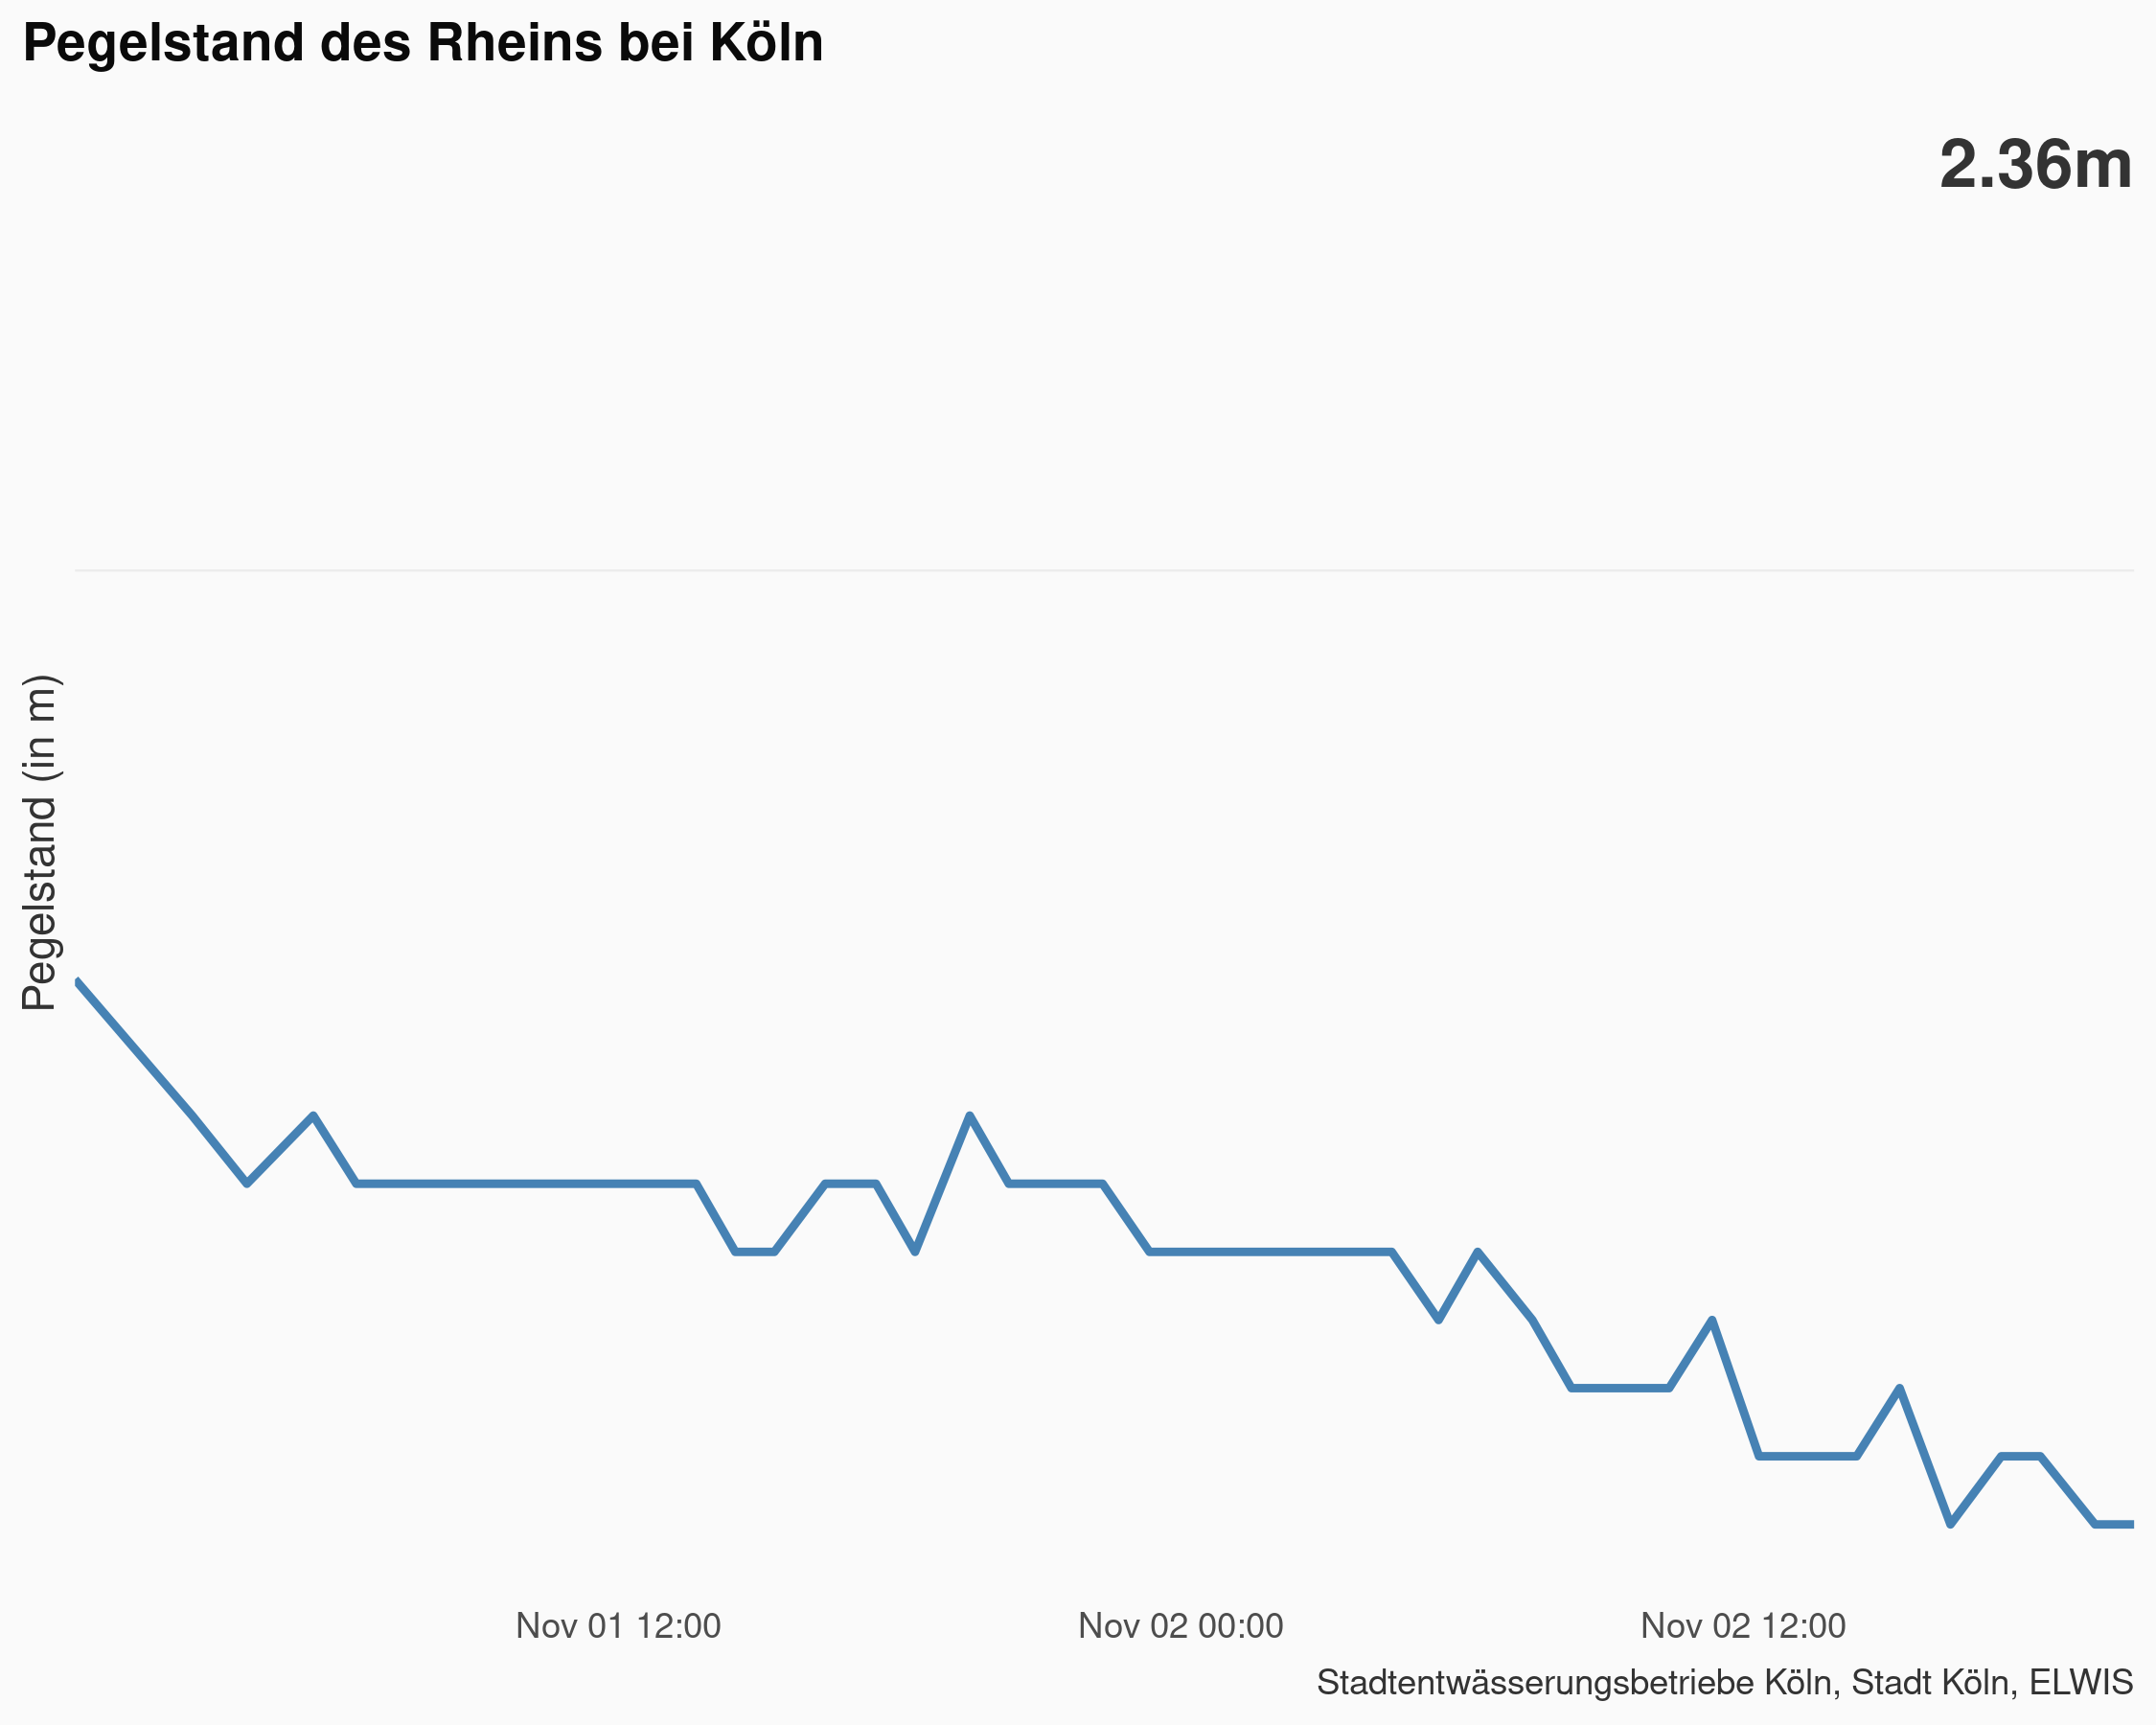 Pegelstand des Rheins bei Köln
2.36m
Pegelstand (in m)
Nov 01 12:00
Nov 02 00:00
Nov 02 12:00
Stadtentwässerungsbetriebe Köln, Stadt Köln, ELWIS